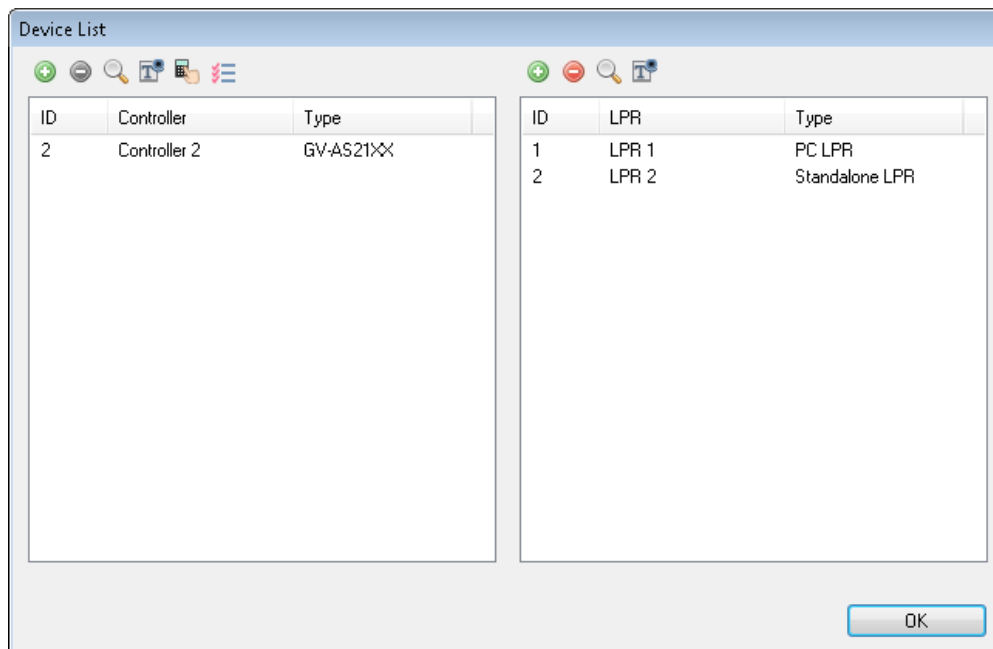 Device List
ID Controller Type
2 Controller 2 GV-AS21XX
ID LPR Type
1 LPR 1 PC LPR
2 LPR 2 Standalone LPR
OK